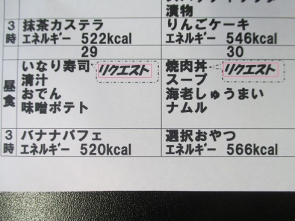 漬物
3時 抹茶カステラ りんごケーキ
エネルギー 522kcal エネルギー 546kcal
29 30
昼食 いなり寿司 リクエスト 焼肉丼 リクエスト
清汁 スープ
おでん 海老しゅうまい
味噌ポテト ナムル
3時 バナナパフェ 選択おやつ
エネルギー 520kcal エネルギー 566kcal